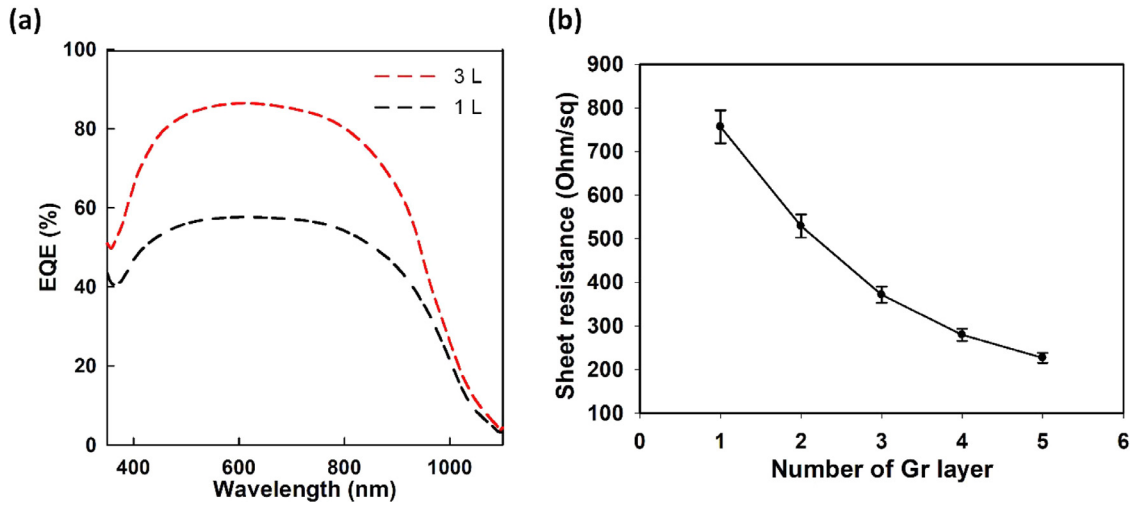 (a)
100
80
60
40
20
0
EQE (%)
3 L
1 L
400 600 800 1000
Wavelength (nm)
(b)
900
800
700
600
500
400
300
200
100
Sheet resistance (Ohm/sq)
0 1 2 3 4 5 6
Number of Gr layer